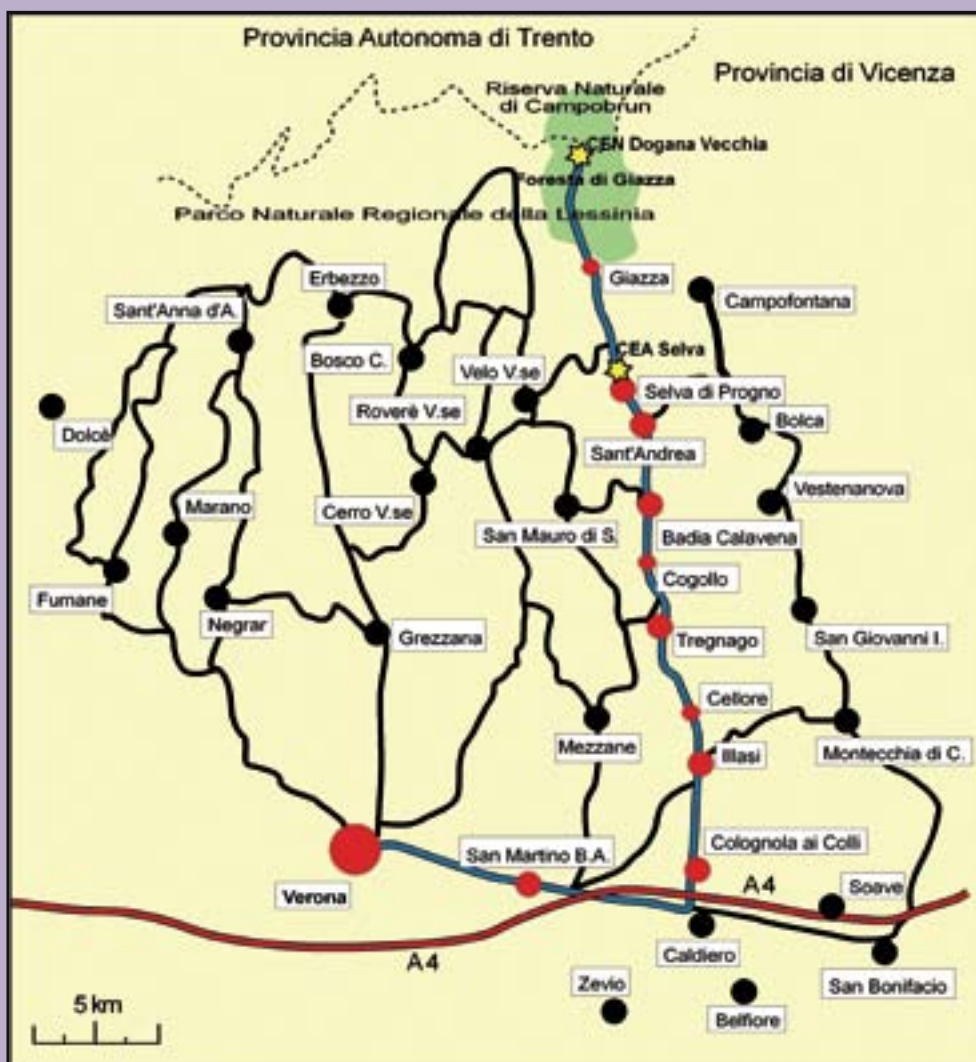 Provincia Autonoma di Trento
Provincia di Vicenza
Riserva Naturale
di Campobrun
CEN Dogana Vecchia
Foresta di Giazza
Parco Naturale Regionale della Lessinia
Giazza
Erbezzo
Campofontana
Sant'Anna d'A.
CEA Selva
Bosco C.
Velo V.se
Selva di Progno
Roverè V.se
Dolcè
Bolca
Sant'Andrea
Marano
Cerro V.se
Vestenanova
San Mauro di S.
Badia Calavena
Cogollo
Fumane
Negrar
Grezzana
Tregnago
San Giovanni I.
Cellore
Mezzane
Illasi
Montecchia di C.
San Martino B.A.
Colognola ai Colli
Verona
A4
Soave
A4
Caldiero
Zevio
San Bonifacio
5 km
Belfiore